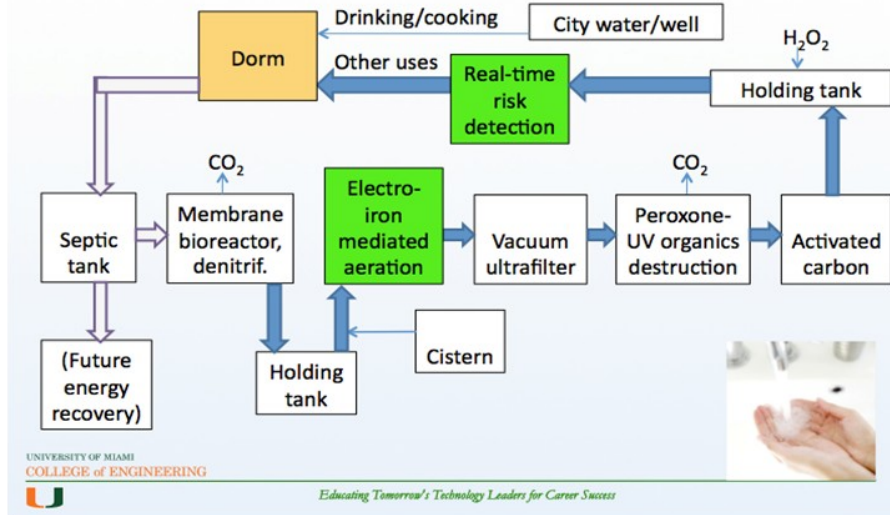 Drinking/cooking
City water/well
H₂O₂
Dorm
Other uses
Real-time
risk
detection
Holding tank
CO₂
CO₂
Septic
tank
Membrane
bioreactor,
denitrif.
Electro-
iron
mediated
aeration
Vacuum
ultrafilter
Peroxone-
UV organics
destruction
Activated
carbon
(Future
energy
recovery)
Holding
tank
Cistern
UNIVERSITY OF MIAMI
COLLEGE of ENGINEERING
U
Educating Tomorrow's Technology Leaders for Career Success